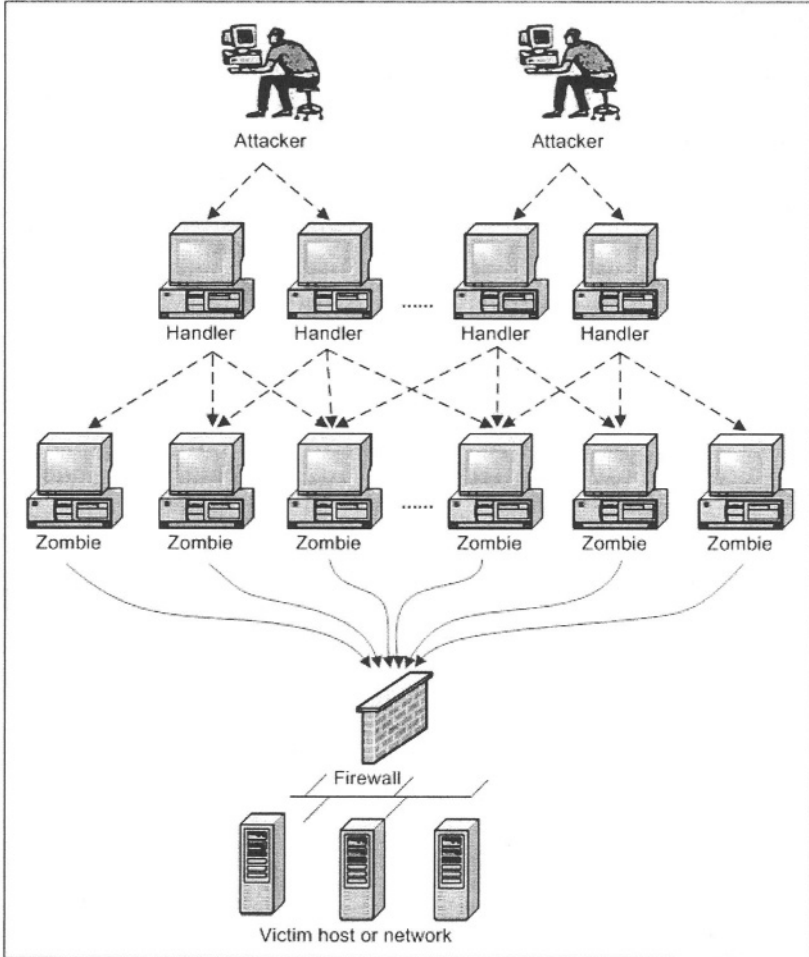 Attacker Attacker
Handler Handler ...... Handler Handler
Zombie Zombie Zombie ...... Zombie Zombie Zombie
Firewall
Victim host or network